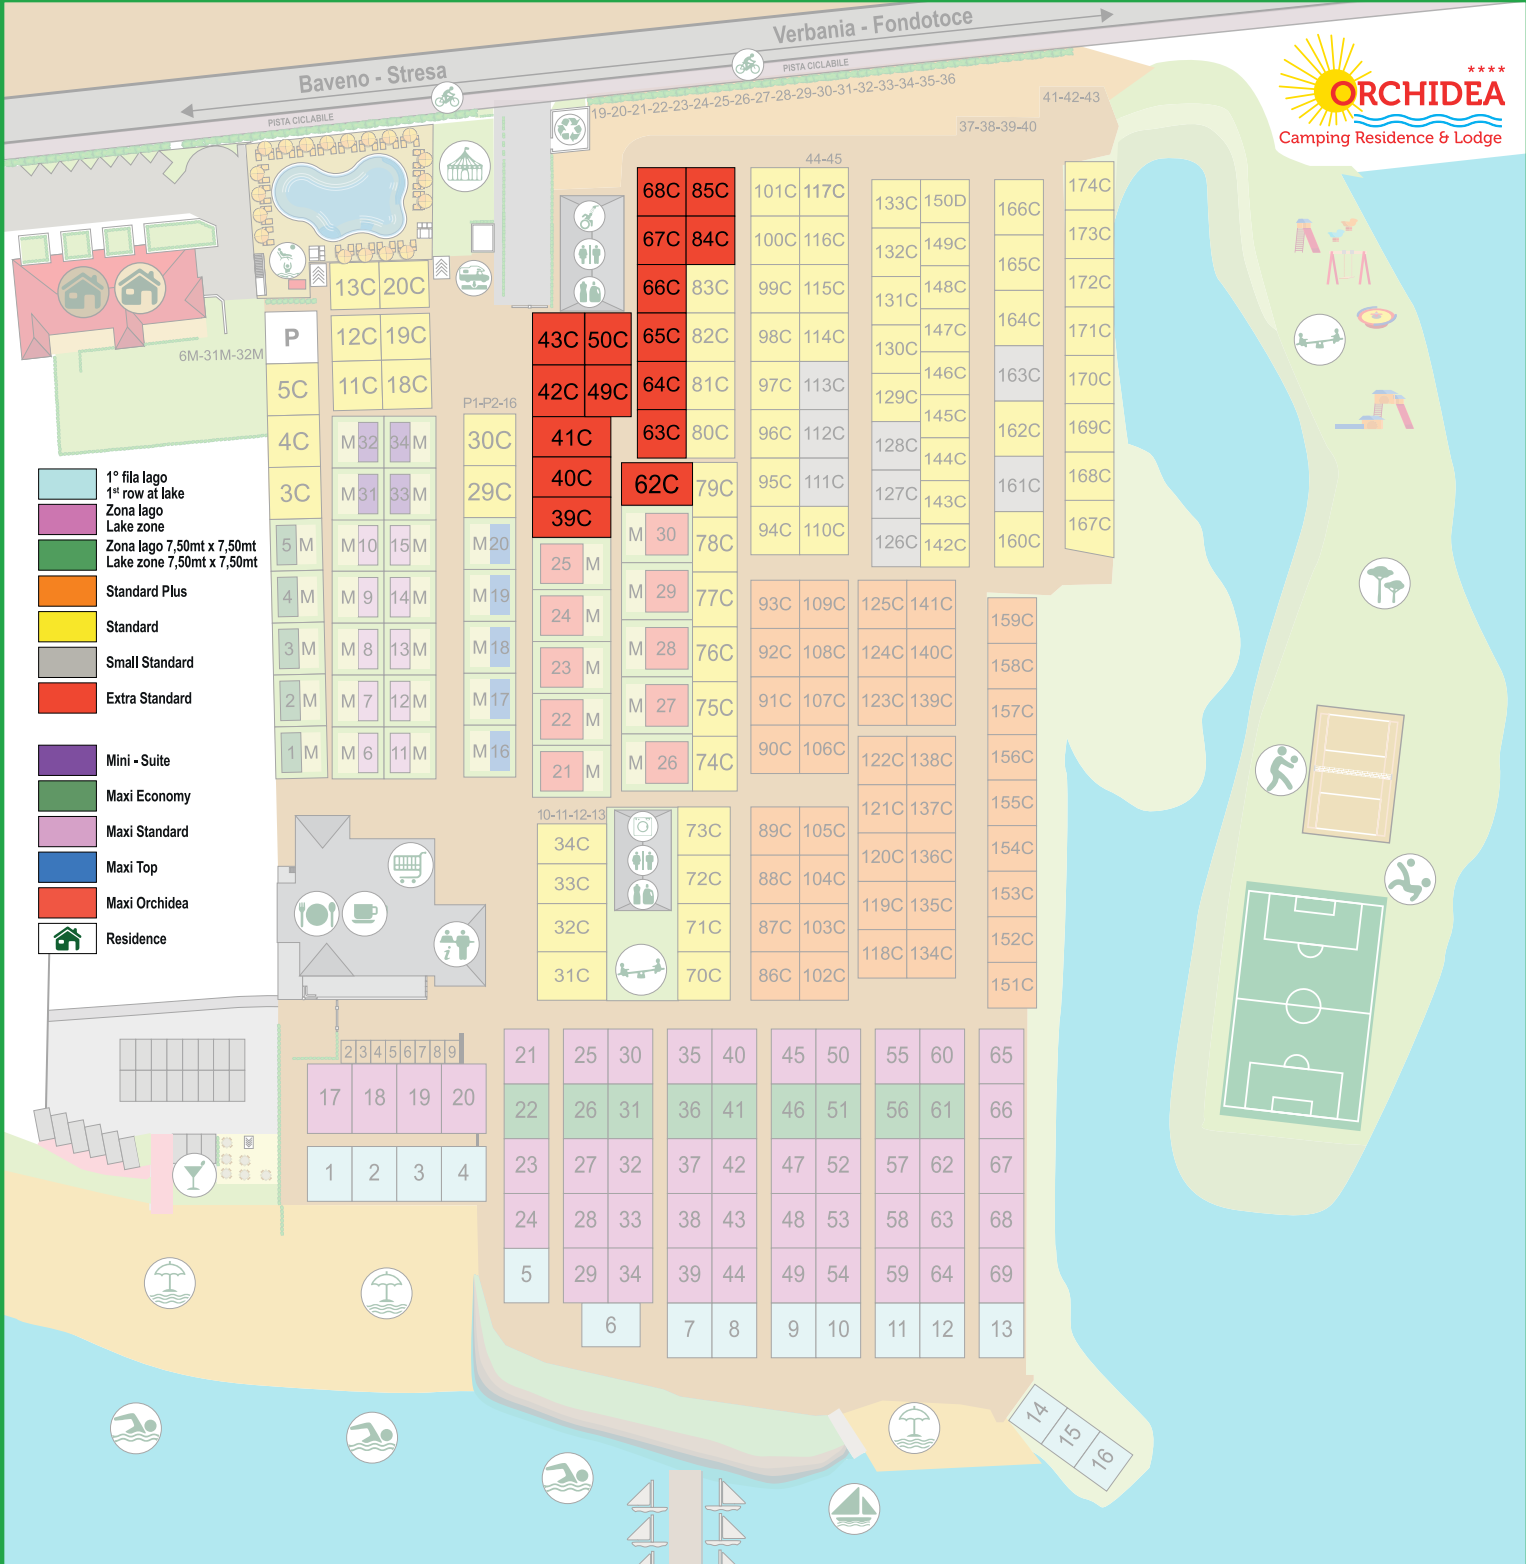 Verbania - Fondotoce
Baveno - Stresa
PISTA CICLABILE
PISTA CICLABILE
****
ORCHIDEA
Camping Residence & Lodge
19-20-21-22-23-24-25-26-27-28-29-30-31-32-33-34-35-36
41-42-43
37-38-39-40
44-45
6M-31M-32M
P1-P2-16
10-11-12-13
1° fila lago
1st row at lake
Zona lago
Lake zone
Zona lago 7,50mt x 7,50mt
Lake zone 7,50mt x 7,50mt
Standard Plus
Standard
Small Standard
Extra Standard
Mini - Suite
Maxi Economy
Maxi Standard
Maxi Top
Maxi Orchidea
Residence
P
5C
4C
3C
5 M
4 M
3 M
2 M
1 M
13C 20C
12C 19C
11C 18C
M 32 34 M
M 31 33 M
M 10 15 M
M 9 14 M
M 8 13 M
M 7 12 M
M 6 11 M
30C
29C
M 20
M 19
M 18
M 17
M 16
43C 50C
42C 49C
41C
40C
39C
25 M
24 M
23 M
22 M
21 M
68C 85C
67C 84C
66C 83C
65C 82C
64C 81C
63C 80C
62C 79C
M 30 78C
M 29 77C
M 28 76C
M 27 75C
M 26 74C
34C
33C
32C
31C
73C
72C
71C
70C
101C 117C
100C 116C
99C 115C
98C 114C
97C 113C
96C 112C
95C 111C
94C 110C
93C 109C
92C 108C
91C 107C
90C 106C
89C 105C
88C 104C
87C 103C
86C 102C
133C 150D
132C 149C
131C 148C
130C 147C
129C 146C
128C 145C
127C 144C
126C 143C
142C
125C 141C
124C 140C
123C 139C
122C 138C
121C 137C
120C 136C
119C 135C
118C 134C
166C
165C
164C
163C
162C
161C
160C
174C
173C
172C
171C
170C
169C
168C
167C
159C
158C
157C
156C
155C
154C
153C
152C
151C
i
2 3 4 5 6 7 8 9
17 18 19 20
1 2 3 4
21 25 30 35 40 45 50 55 60 65
22 26 31 36 41 46 51 56 61 66
23 27 32 37 42 47 52 57 62 67
24 28 33 38 43 48 53 58 63 68
5 29 34 39 44 49 54 59 64 69
6 7 8 9 10 11 12 13
14
15
16